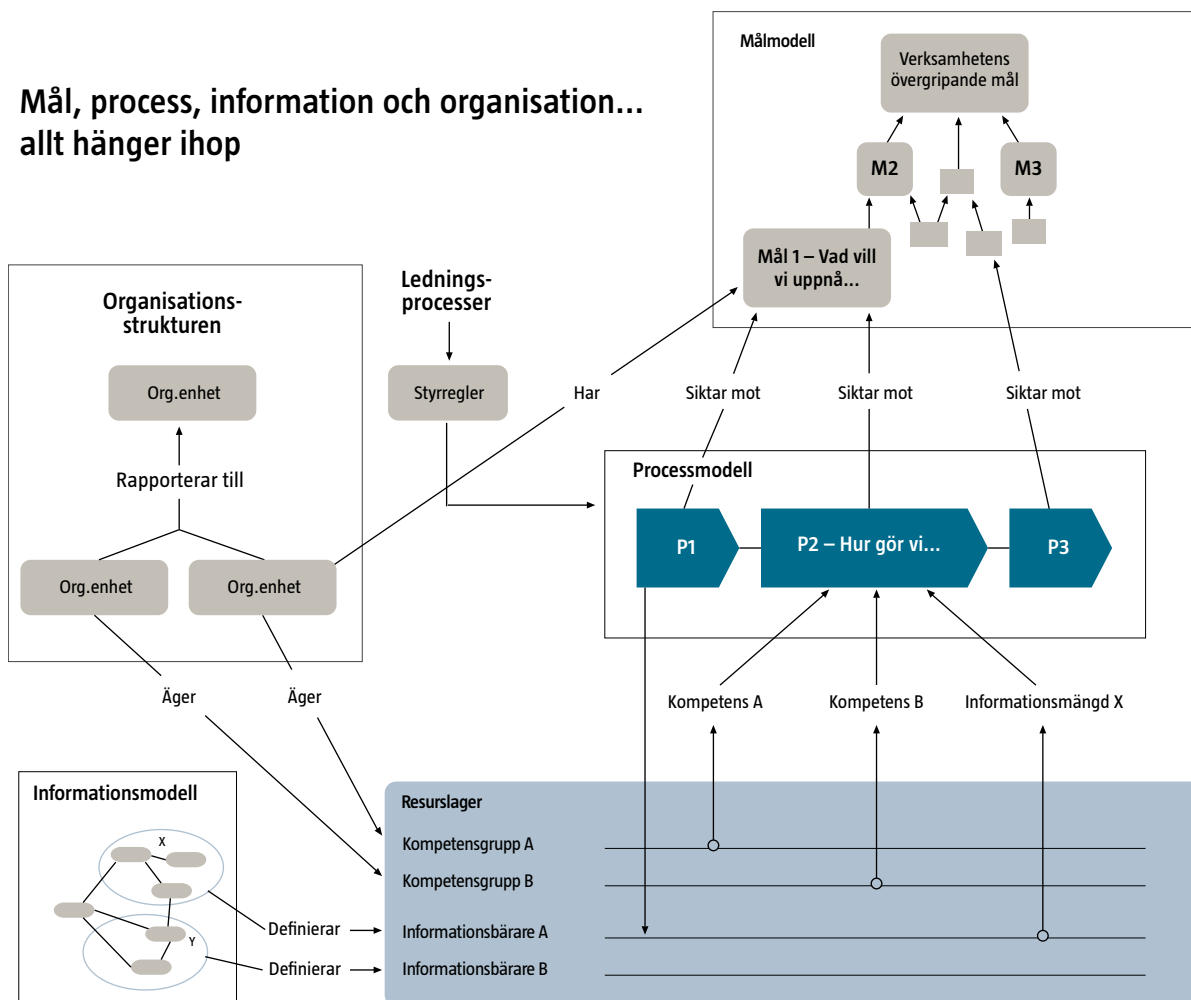 Mål, process, information och organisation...
allt hänger ihop
Målmodell
Verksamhetens
övergripande mål
M2
M3
Mål 1 – Vad vill
vi uppnå...
Organisations-
strukturen
Org.enhet
Rapporterar till
Org.enhet
Org.enhet
Lednings-
processer
Styrregler
Har
Siktar mot
Siktar mot
Siktar mot
Processmodell
P1
P2 – Hur gör vi...
P3
Äger
Äger
Kompetens A
Kompetens B
Informationsmängd X
Informationsmodell
X
Y
Definierar
Definierar
Resurslager
Kompetensgrupp A
Kompetensgrupp B
Informationsbärare A
Informationsbärare B